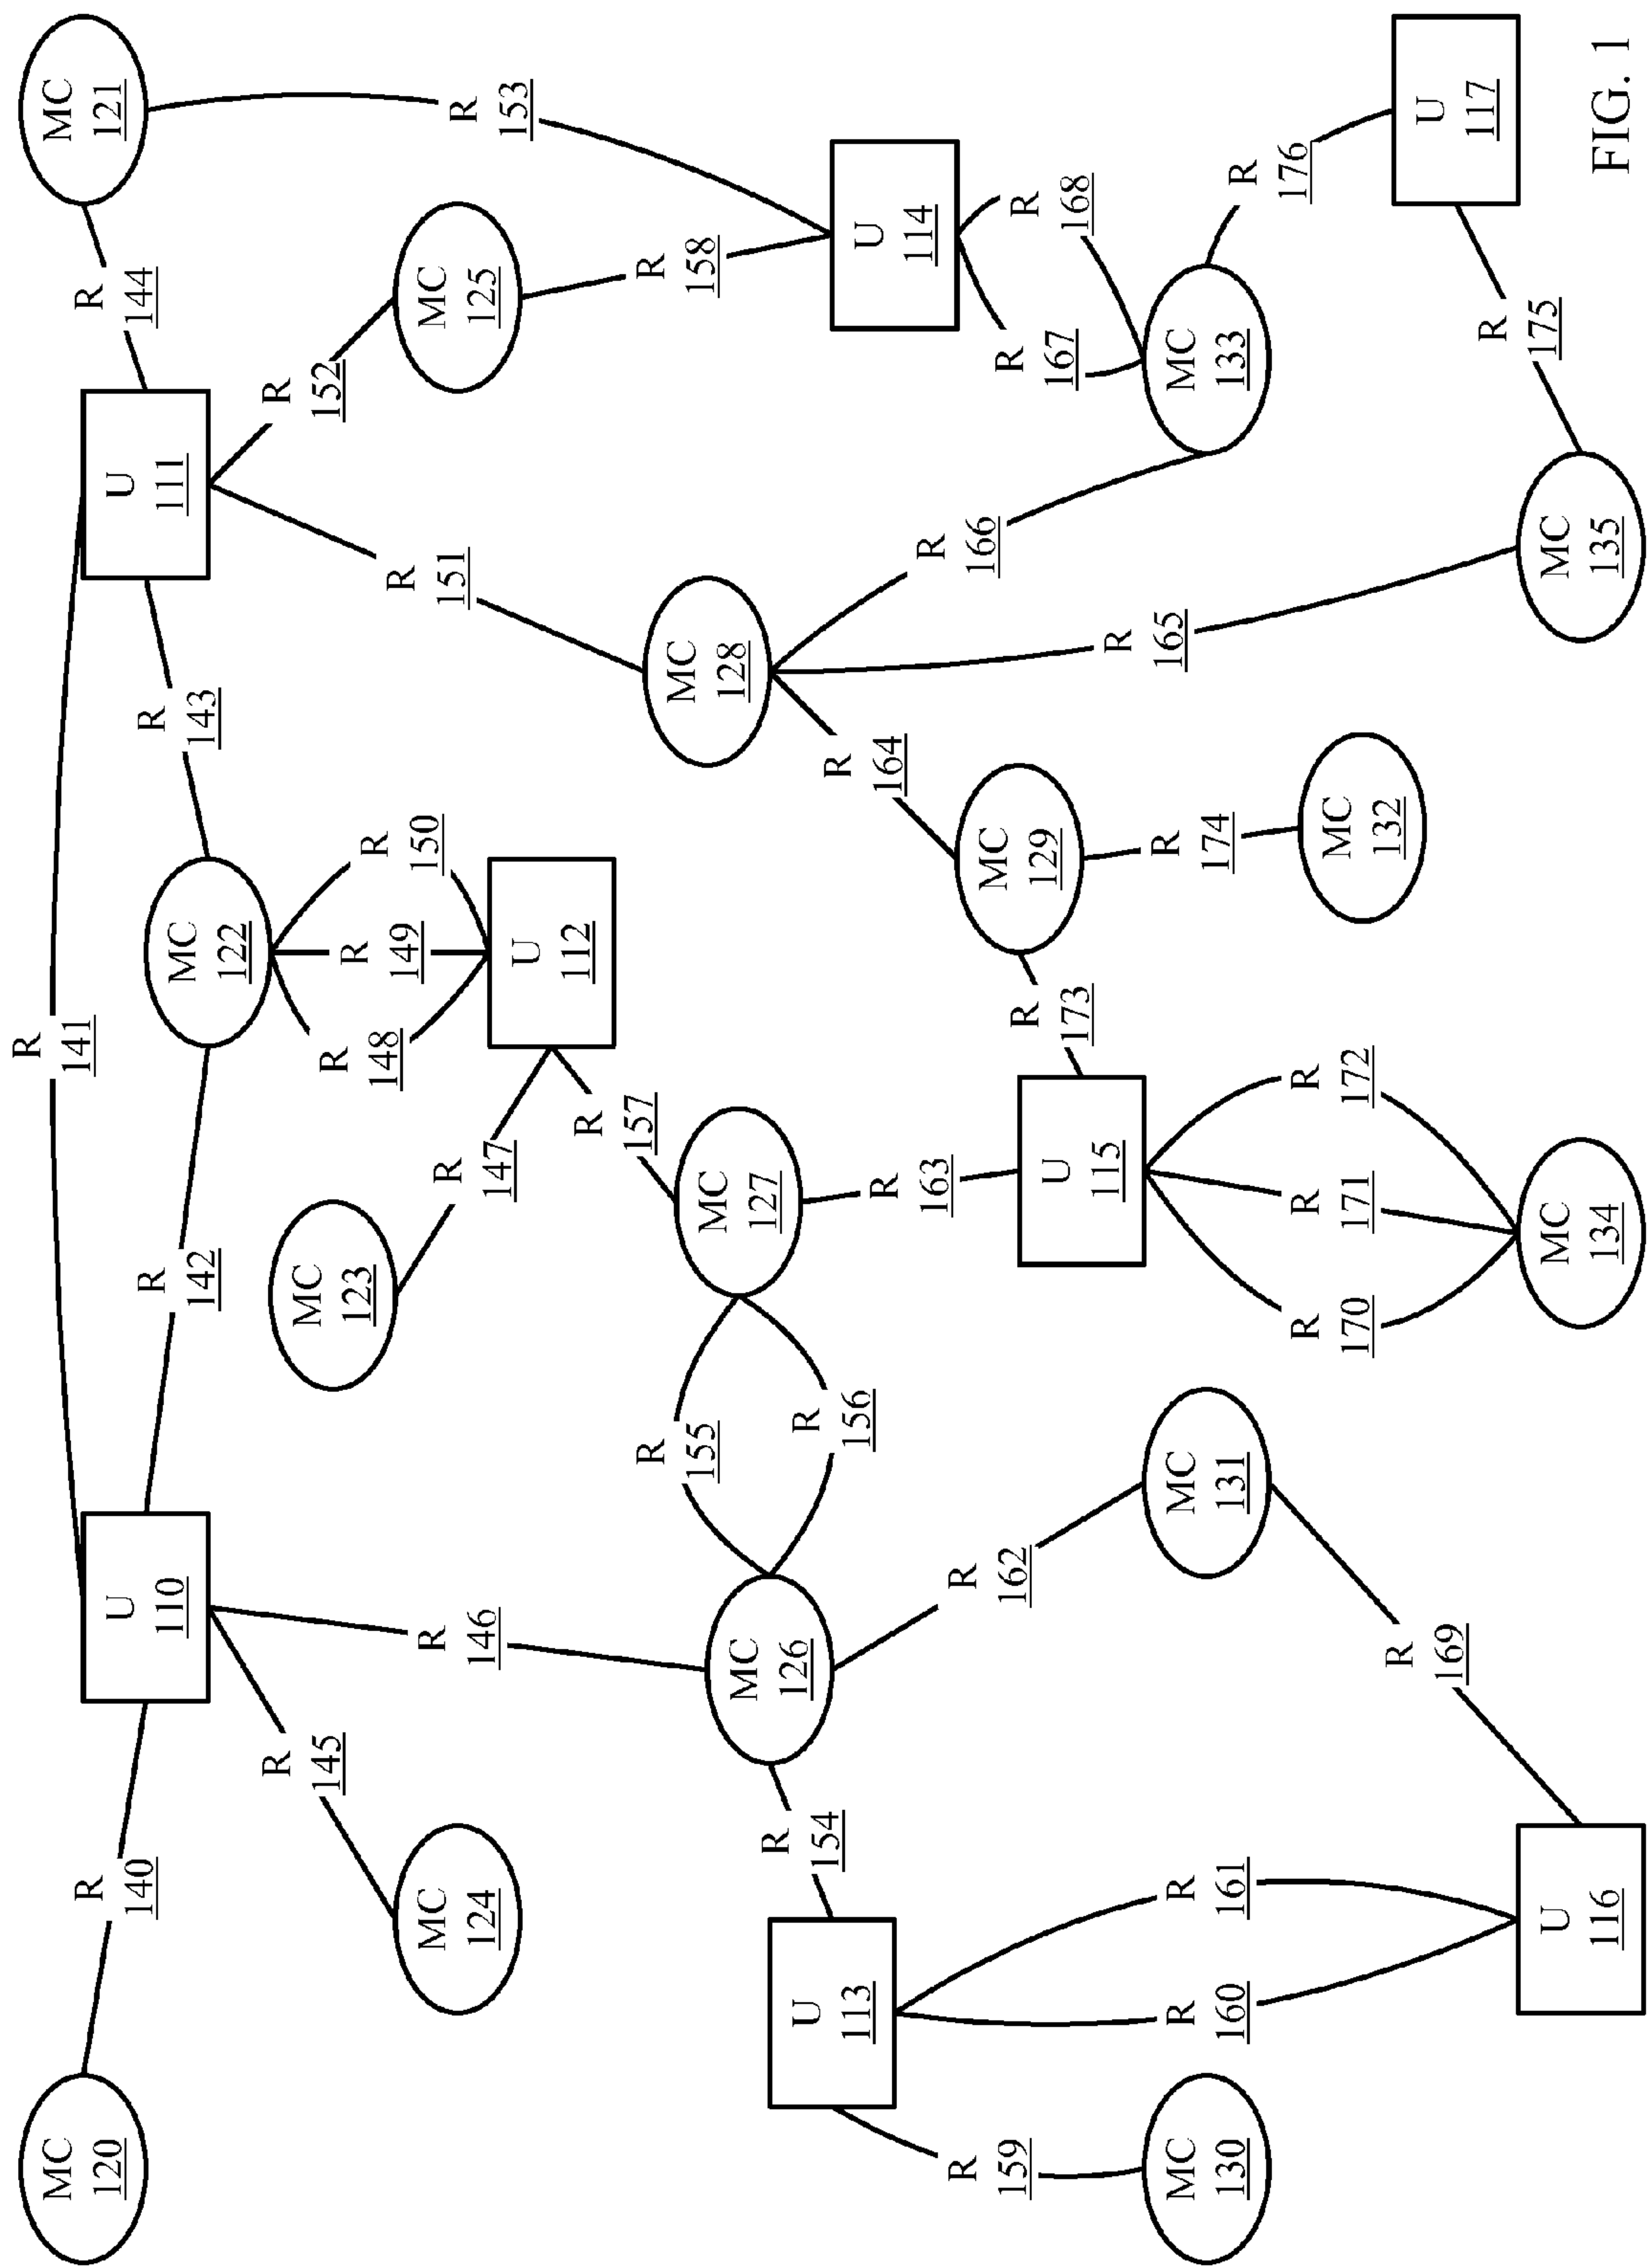 R
141
MC
120
R
140
U
110
R
142
MC
122
R
143
U
111
R
144
MC
121
R
145
MC
123
R
148
R
149
R
150
R
152
MC
124
R
146
R
147
R
151
MC
125
R
153
U
112
R
157
R
155
MC
127
MC
128
R
158
MC
126
R
156
R
154
U
113
R
163
R
164
U
114
R
159
R
162
R
166
MC
129
R
173
R
167
R
168
U
115
R
165
MC
130
R
160
R
161
MC
131
R
174
MC
133
R
176
R
170
R
171
R
172
MC
132
R
169
U
117
R
175
U
116
MC
134
MC
135
FIG. 1